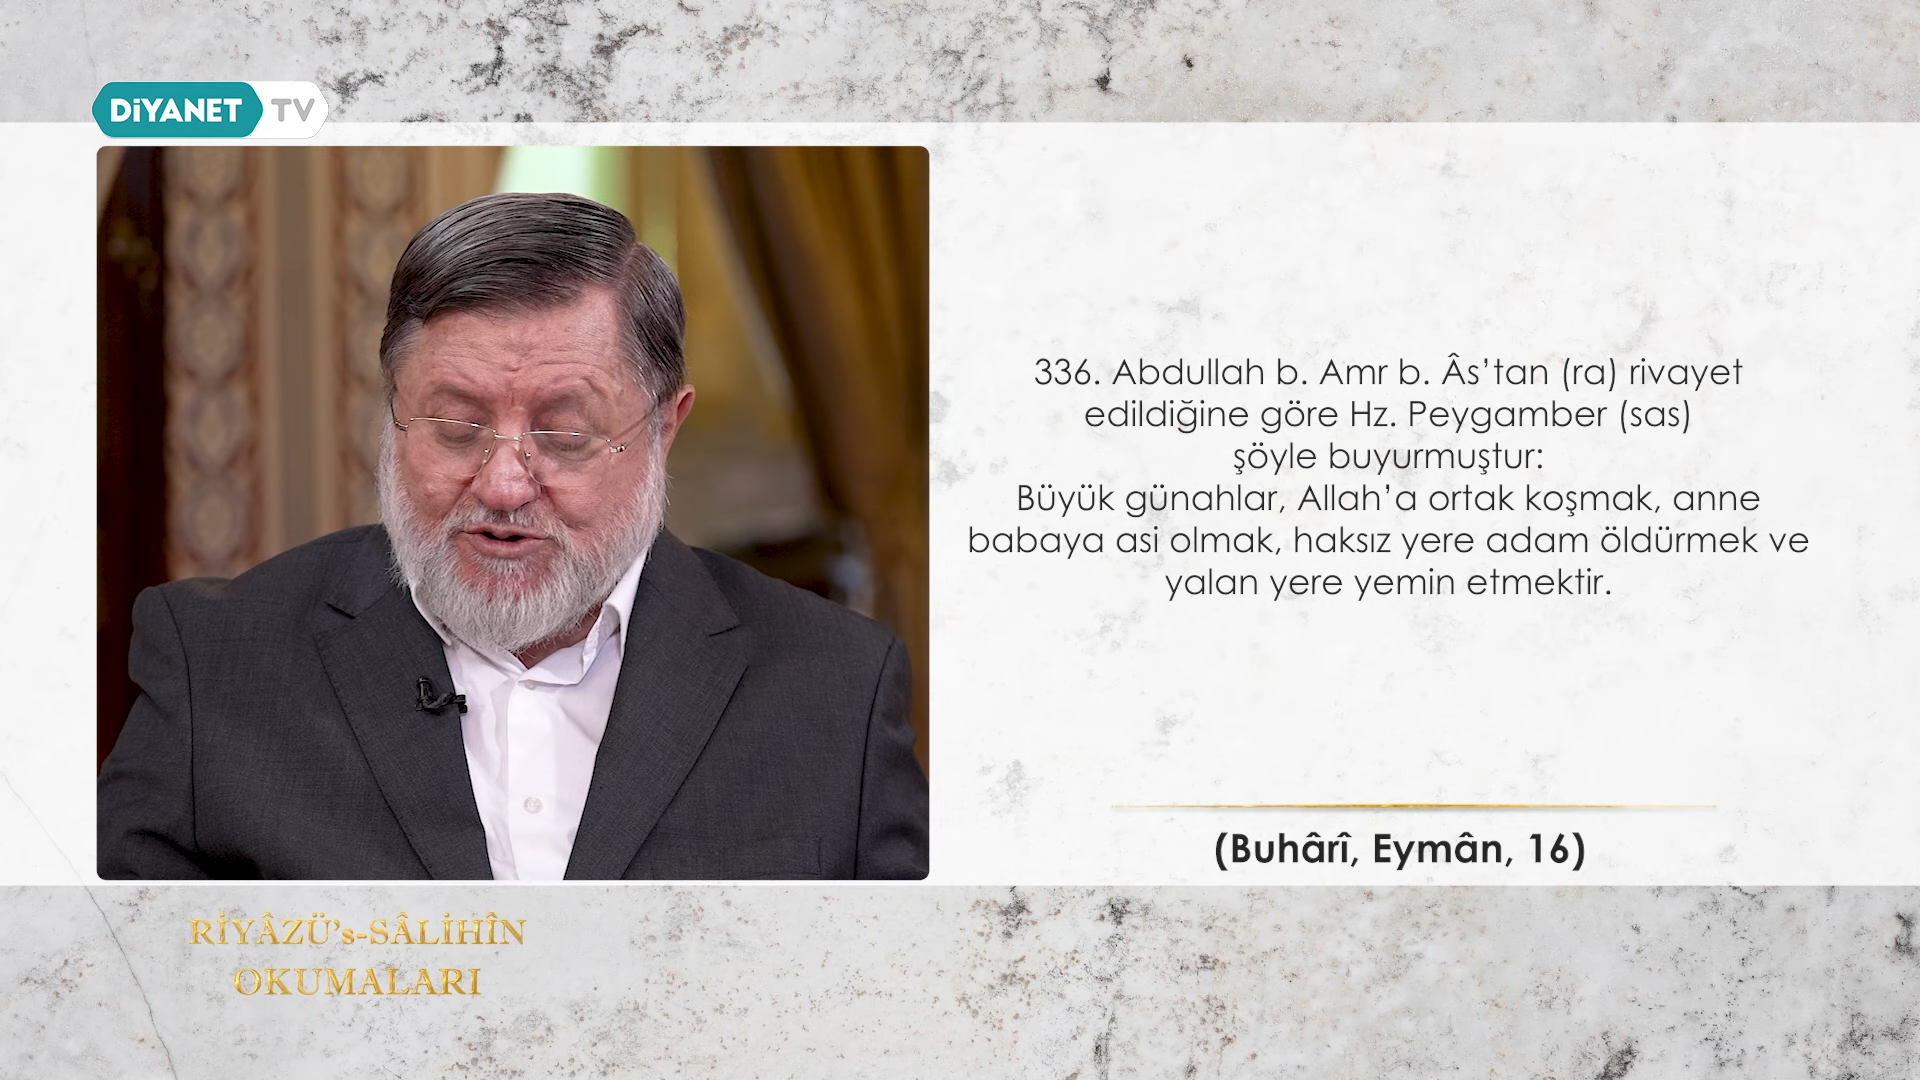 DiYANET TV
336. Abdullah b. Amr b. Âs’tan (ra) rivayet
edildiğine göre Hz. Peygamber (sas)
şöyle buyurmuştur:
Büyük günahlar, Allah’a ortak koşmak, anne
babaya asi olmak, haksız yere adam öldürmek ve
yalan yere yemin etmektir.
(Buhârî, Eymân, 16)
RİYÂZÜ’s-SÂLİHÎN
OKUMALARI